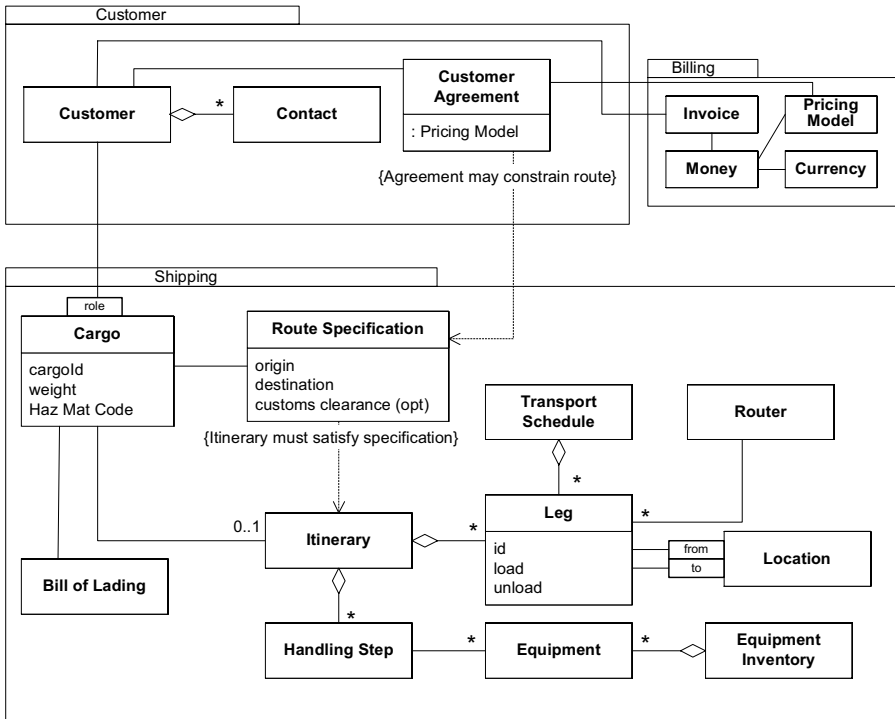 Customer
Billing
Customer
*
Contact
Customer
Agreement
: Pricing Model
Invoice
Pricing
Model
Money
Currency
{Agreement may constrain route}
Shipping
role
Cargo
cargoId
weight
Haz Mat Code
Route Specification
origin
destination
customs clearance (opt)
{Itinerary must satisfy specification}
Transport
Schedule
*
Router
*
0..1
Itinerary
*
Leg
id
load
unload
from
to
Location
Bill of Lading
*
Handling Step
*
Equipment
*
Equipment
Inventory